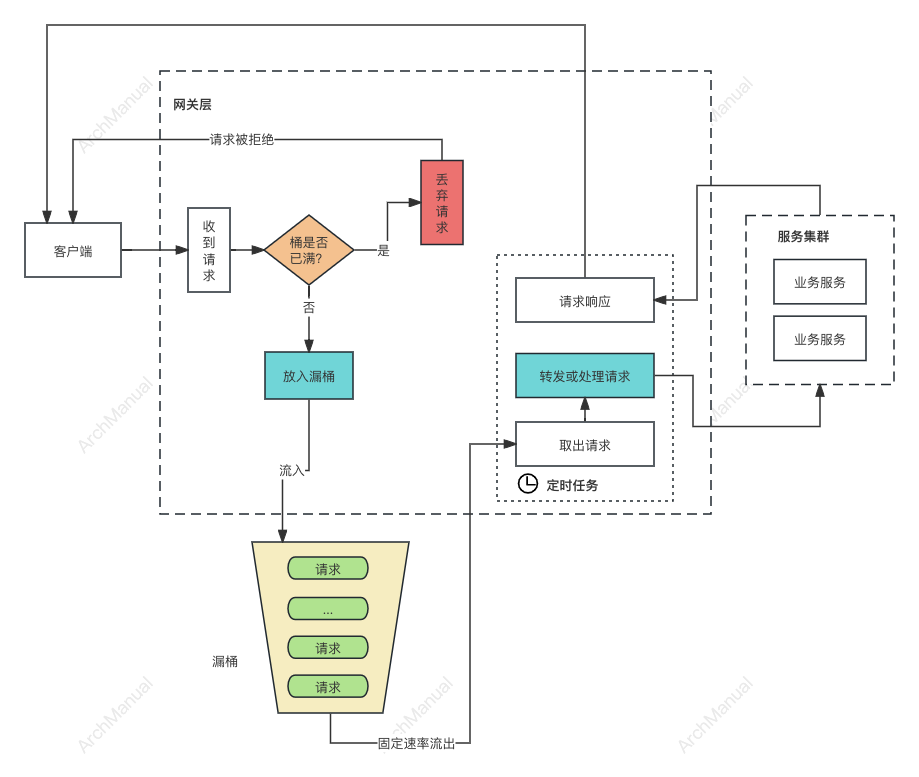 ArchManual
ArchManual
网关层
请求被拒绝
丢
弃
请
求
客户端
收
到
请
求
桶是否
已满?
是
否
服务集群
业务服务
业务服务
请求响应
转发或处理请求
取出请求
定时任务
放入漏桶
ArchManual
ArchManual
流入
请求
...
请求
请求
漏桶
固定速率流出
ArchManual
ArchManual
ArchManual